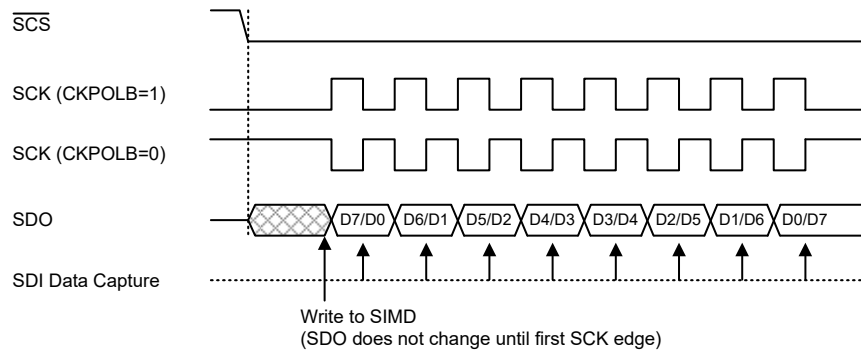 SCS
SCK (CKPOLB=1)
SCK (CKPOLB=0)
SDO D7/D0 D6/D1 D5/D2 D4/D3 D3/D4 D2/D5 D1/D6 D0/D7
SDI Data Capture
Write to SIMD
(SDO does not change until first SCK edge)